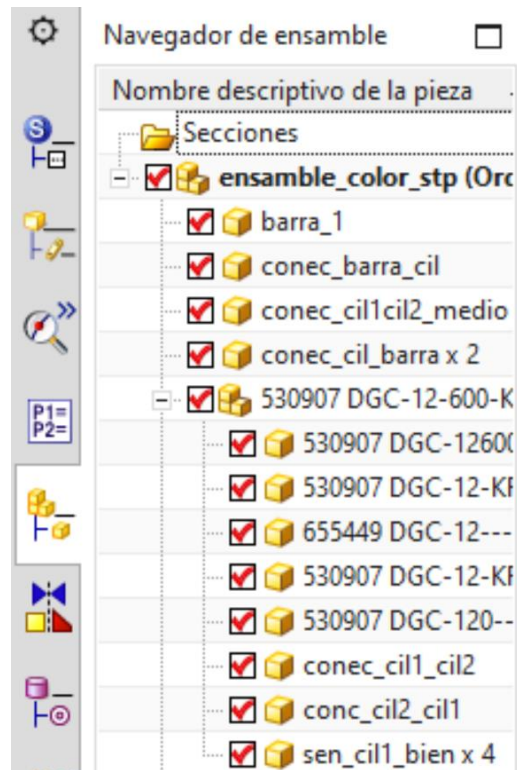 Navegador de ensamble
Nombre descriptivo de la pieza
S
Secciones
ensamble_color_stp (Orc
barra_1
conec_barra_cil
conec_cil1cil2_medio
conec_cil_barra x 2
P1=
P2=
530907 DGC-12-600-K
530907 DGC-12600
530907 DGC-12-KF
655449 DGC-12---
530907 DGC-12-KF
530907 DGC-120--
conec_cil1_cil2
conc_cil2_cil1
sen_cil1_bien x 4